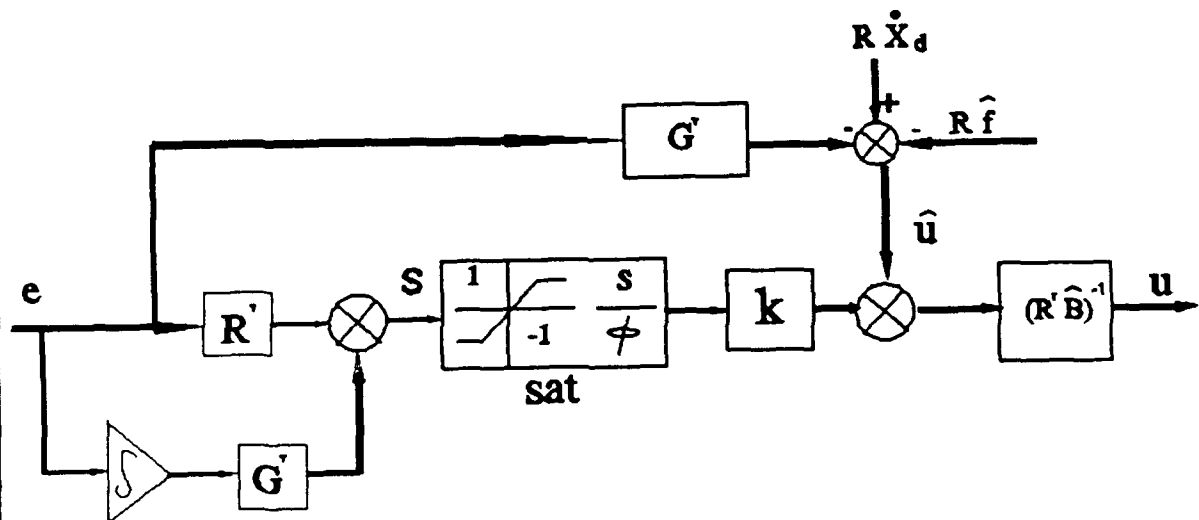 R Ẋd
+
G^T
-
-
R f̂
û
e
R^T
S
1
-1
s
ϕ
sat
k
(R^T B̂)^-1
u
∫
G^T